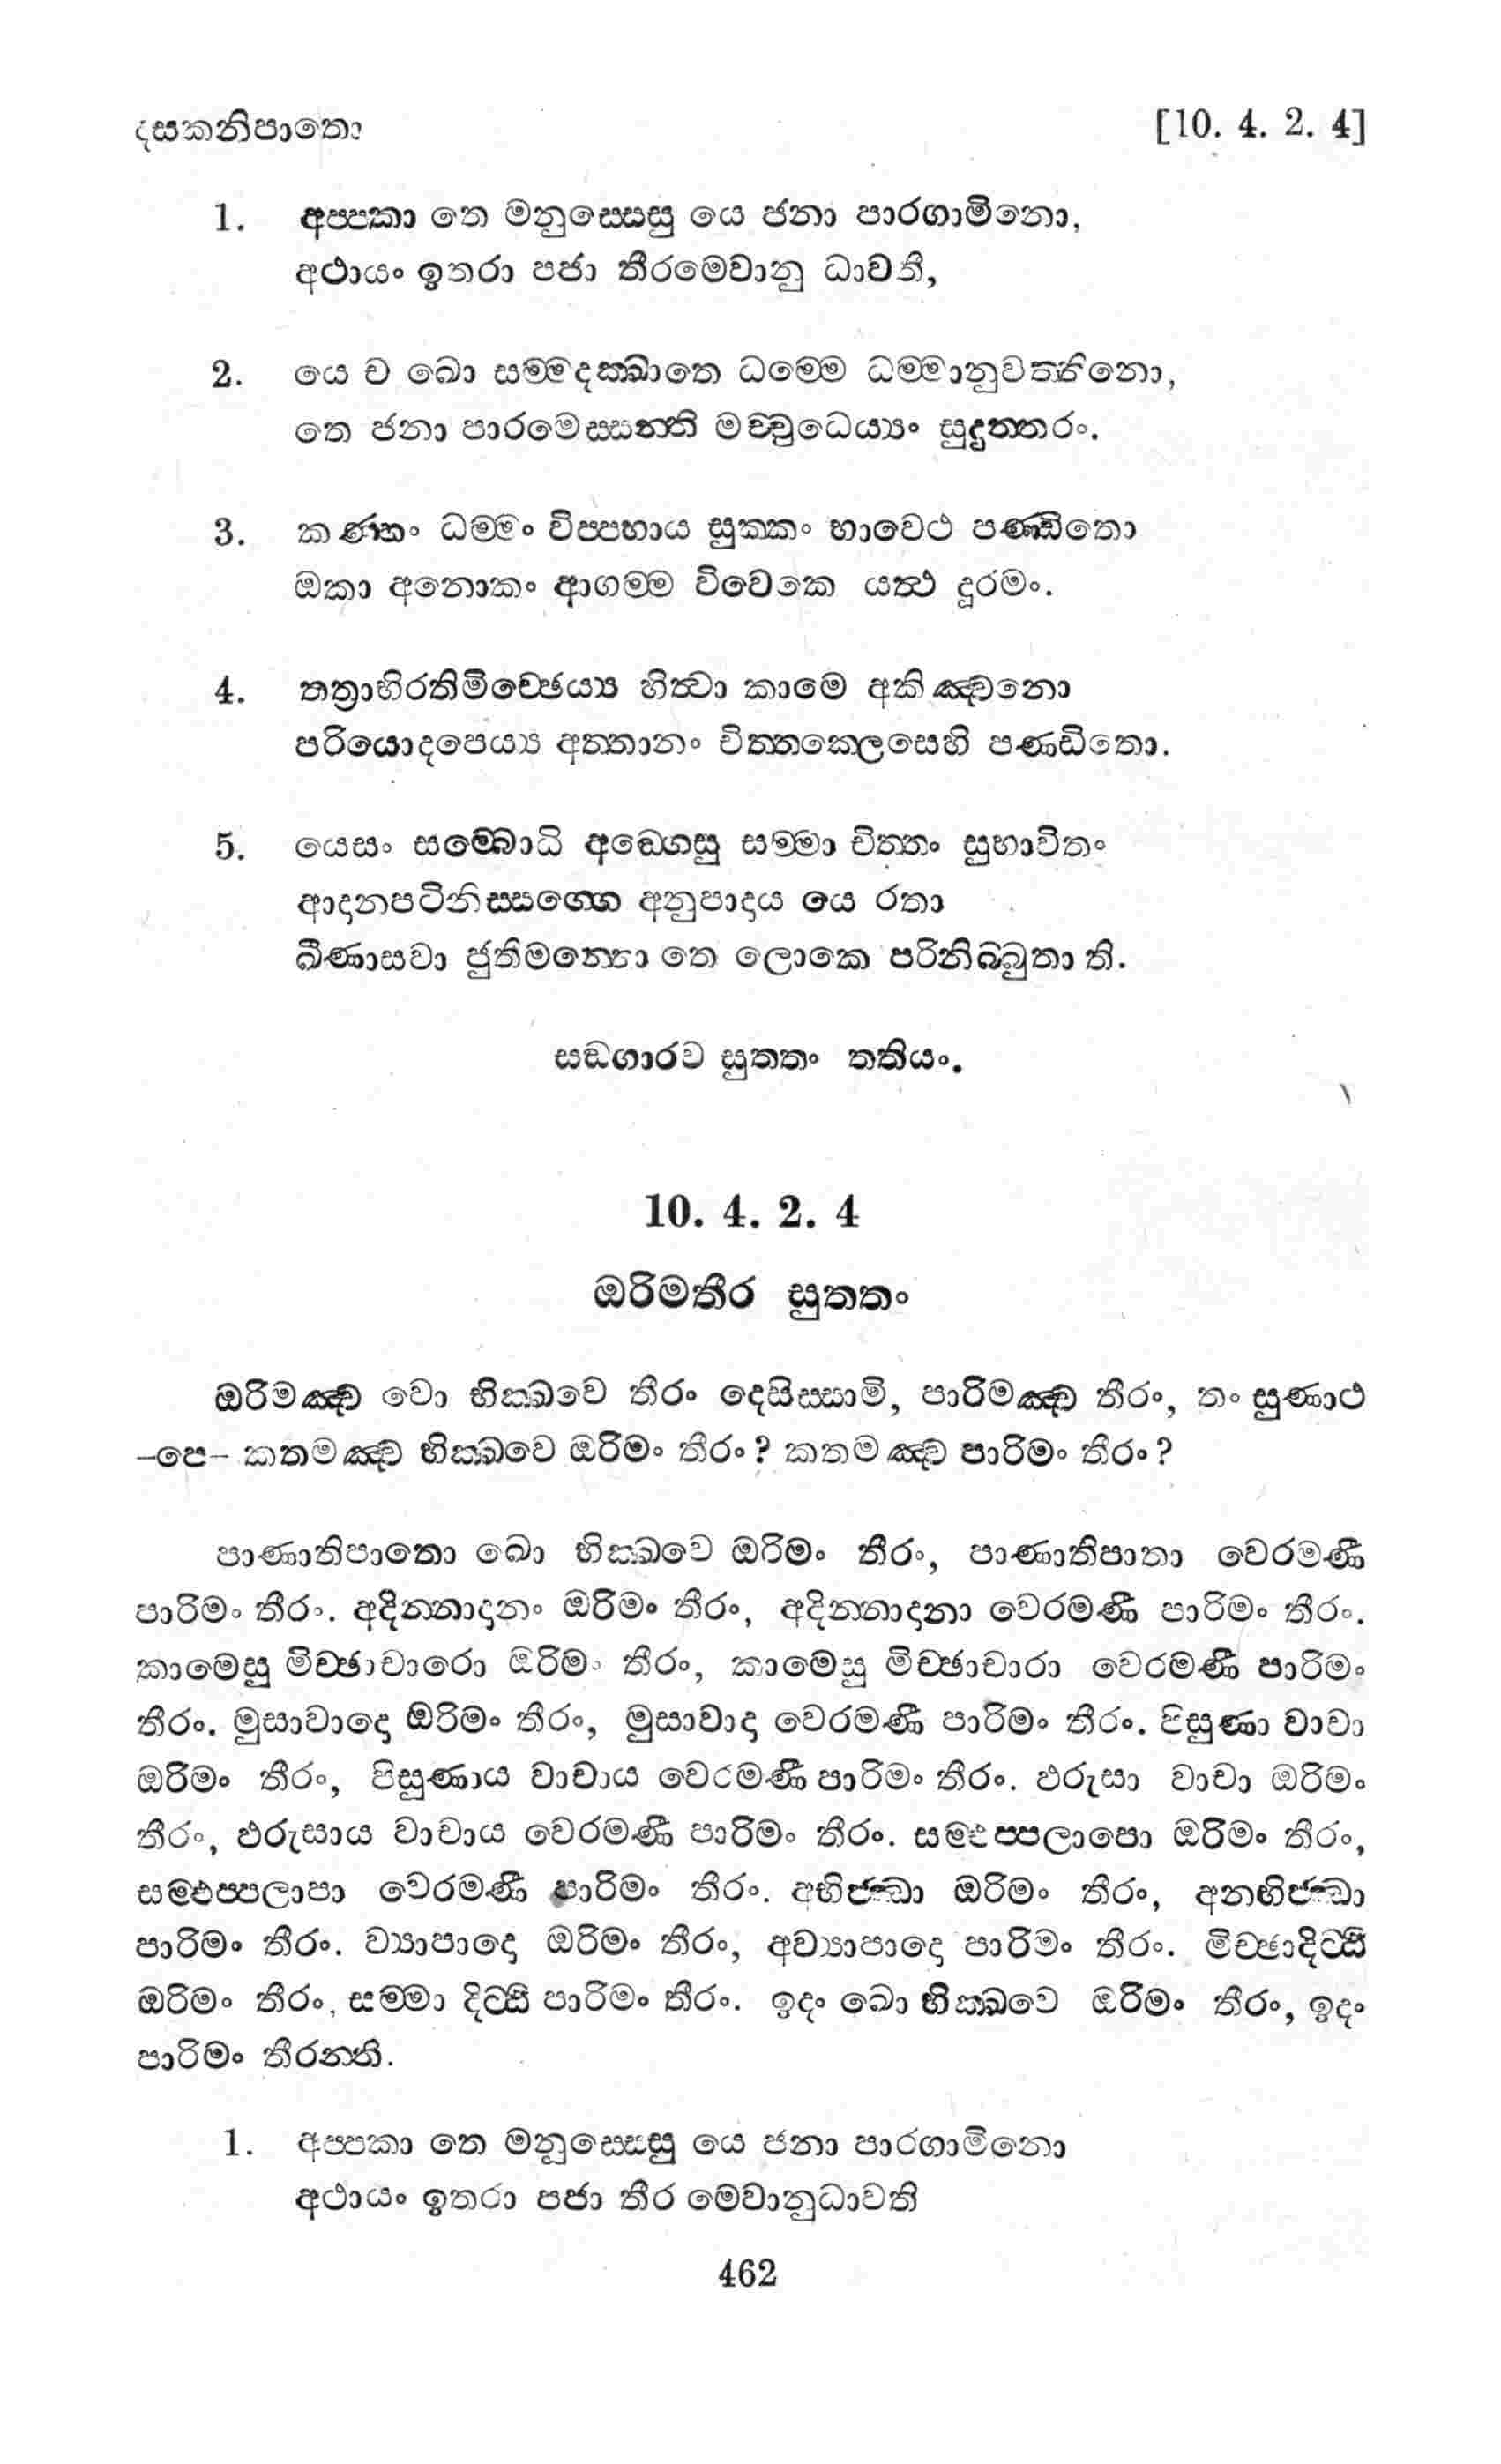 දසකනිපාතො [10. 4. 2. 4]
1. අප්පකා තෙ මනුස්සෙසු යෙ ජනා පාරගාමිනො,
අථායං ඉතරා පජා තීරමෙවානු ධාවතී,
2. යෙ ච ඛො සම්මදක්ඛාතෙ ධම්මෙ ධම්මානුවත්තිනො,
තෙ ජනා පාරමෙස්සන්ති මච්චුධෙය්‍යං සුදුත්තරං.
3. කණ්හං ධම්මං විප්පහාය සුක්කං භාවෙථ පණ්ඩිතො
ඔකා අනොකං ආගම්ම විවෙකෙ යත්‍ථ දූරමං.
4. තත්‍රාභිරතිමිච්ඡෙය්‍ය හිත්‍වා කාමෙ අකිඤ්චනො
පරියොදපෙය්‍ය අත්තානං චිත්තක්ලෙසෙහි පණ්ඩිතො.
5. යෙසං සම්බොධි අඞ්ගෙසු සම්මා චිත්තං සුභාවිතං
ආදානපටිනිස්සග්ගෙ අනුපාදාය යෙ රතා
ඛීණාසවා ජුතිමන්තො තෙ ලොකෙ පරිනිබ්බුතා ති.
සඞ්ගාරව සුත්තං තතියං.
10. 4. 2. 4
ඔරිමතීර සුත්තං
ඔරිමඤ්ච වො භික්ඛවෙ තීරං දෙසිස්සාමි, පාරිමඤ්ච තීරං, තං සුණාථ
–පෙ– කතමඤ්ච භික්ඛවෙ ඔරිමං තීරං? කතමඤ්ච පාරිමං තීරං?
පාණාතිපාතො ඛො භික්ඛවෙ ඔරිමං තීරං, පාණාතිපාතා වෙරමණී
පාරිමං තීරං. අදින්නාදානං ඔරිමං තීරං, අදින්නාදානා වෙරමණී පාරිමං තීරං.
කාමෙසු මිච්ඡාචාරො ඔරිමං තීරං, කාමෙසු මිච්ඡාචාරා වෙරමණී පාරිමං
තීරං. මුසාවාදො ඔරිමං තීරං, මුසාවාදා වෙරමණී පාරිමං තීරං. පිසුණා වාචා
ඔරිමං තීරං, පිසුණාය වාචාය වෙරමණී පාරිමං තීරං. ඵරුසා වාචා ඔරිමං
තීරං, ඵරුසාය වාචාය වෙරමණී පාරිමං තීරං. සම්ඵප්පලාපො ඔරිමං තීරං,
සම්ඵප්පලාපා වෙරමණී පාරිමං තීරං. අභිජ්ඣා ඔරිමං තීරං, අනභිජ්ඣා
පාරිමං තීරං. ව්‍යාපාදො ඔරිමං තීරං, අව්‍යාපාදො පාරිමං තීරං. මිච්ඡාදිට්ඨි
ඔරිමං තීරං, සම්මා දිට්ඨි පාරිමං තීරං. ඉදං ඛො භික්ඛවෙ ඔරිමං තීරං, ඉදං
පාරිමං තීරන්ති.
1. අප්පකා තෙ මනුස්සෙසු යෙ ජනා පාරගාමිනො
අථායං ඉතරා පජා තීර මෙවානුධාවති
462